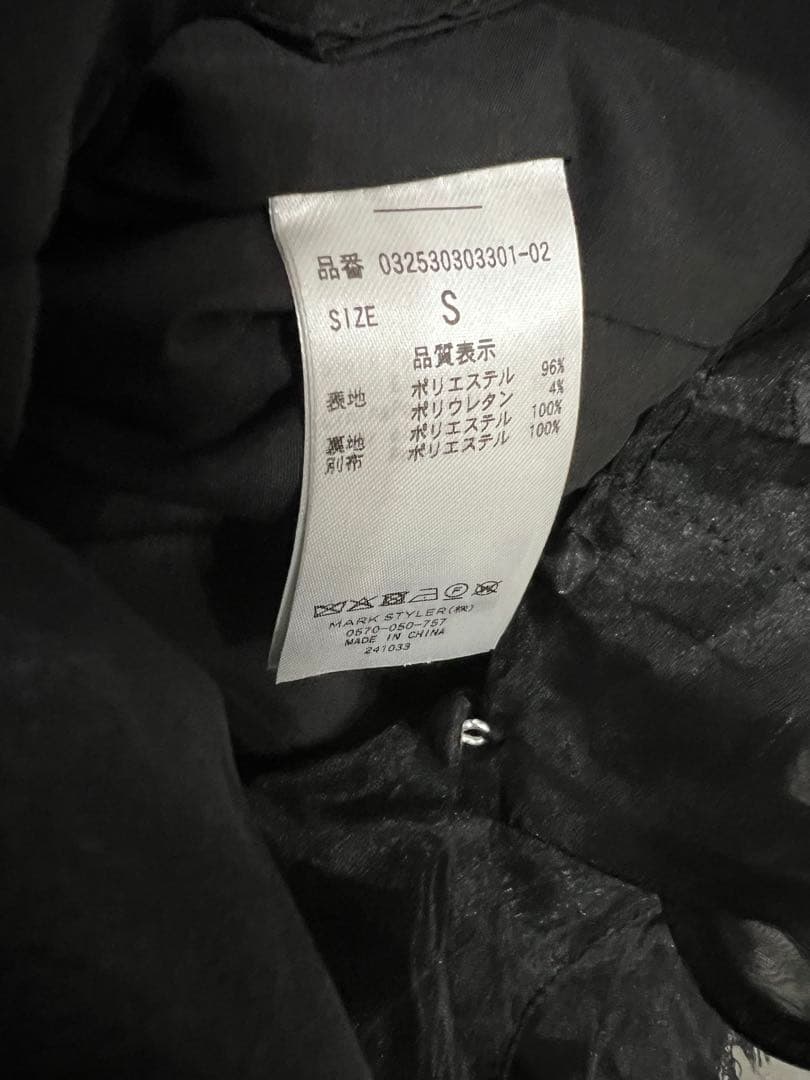 品番 032530303301-02
SIZE S
品質表示
表地 ポリエステル 96%
ポリウレタン 4%
裏地 ポリエステル 100%
別布 ポリエステル 100%
MARK STYLER(株)
0570-050-757
MADE IN CHINA
241033